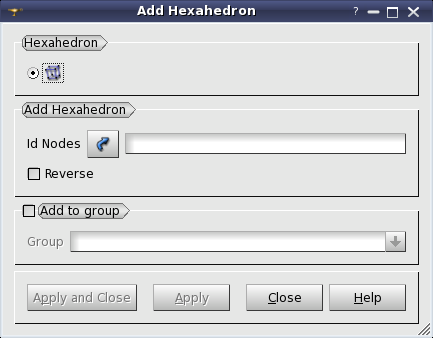 Add Hexahedron
Hexahedron
Add Hexahedron
Id Nodes
Reverse
Add to group
Group
Apply and Close Apply Close Help